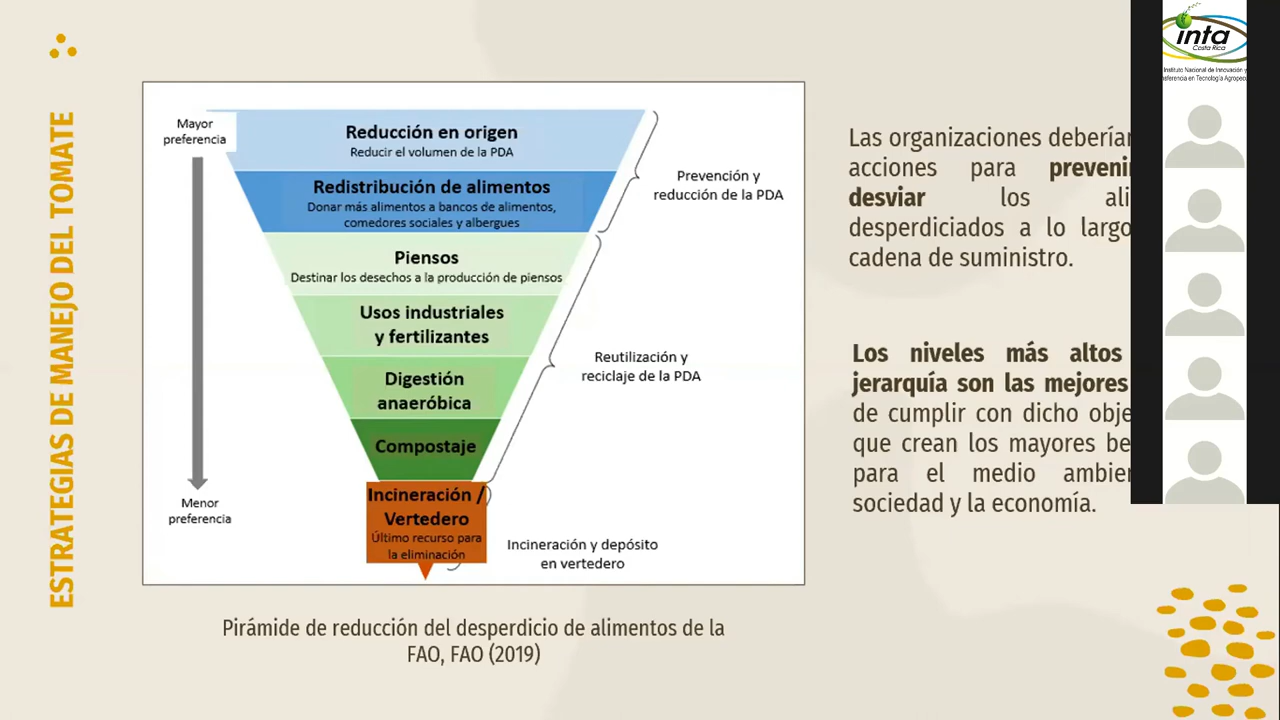 ESTRATEGIAS DE MANEJO DEL TOMATE
Mayor
preferencia
Menor
preferencia
Reducción en origen
Reducir el volumen de la PDA
Redistribución de alimentos
Donar más alimentos a bancos de alimentos,
comedores sociales y albergues
Piensos
Destinar los desechos a la producción de piensos
Usos industriales
y fertilizantes
Digestión
anaeróbica
Compostaje
Incineración /
Vertedero
Último recurso para
la eliminación
Prevención y
reducción de la PDA
Reutilización y
reciclaje de la PDA
Incineración y depósito
en vertedero
Pirámide de reducción del desperdicio de alimentos de la
FAO, FAO (2019)
Las organizaciones
acciones para
desviar los
desperdiciados a lo largo
cadena de suministro.
Los niveles más altos
jerarquía son las mejores
de cumplir con dicho
que crean los mayores
para el medio
sociedad y la economía.
inta
Costa Rica
Instituto Nacional de Innovación y
en Tecnología